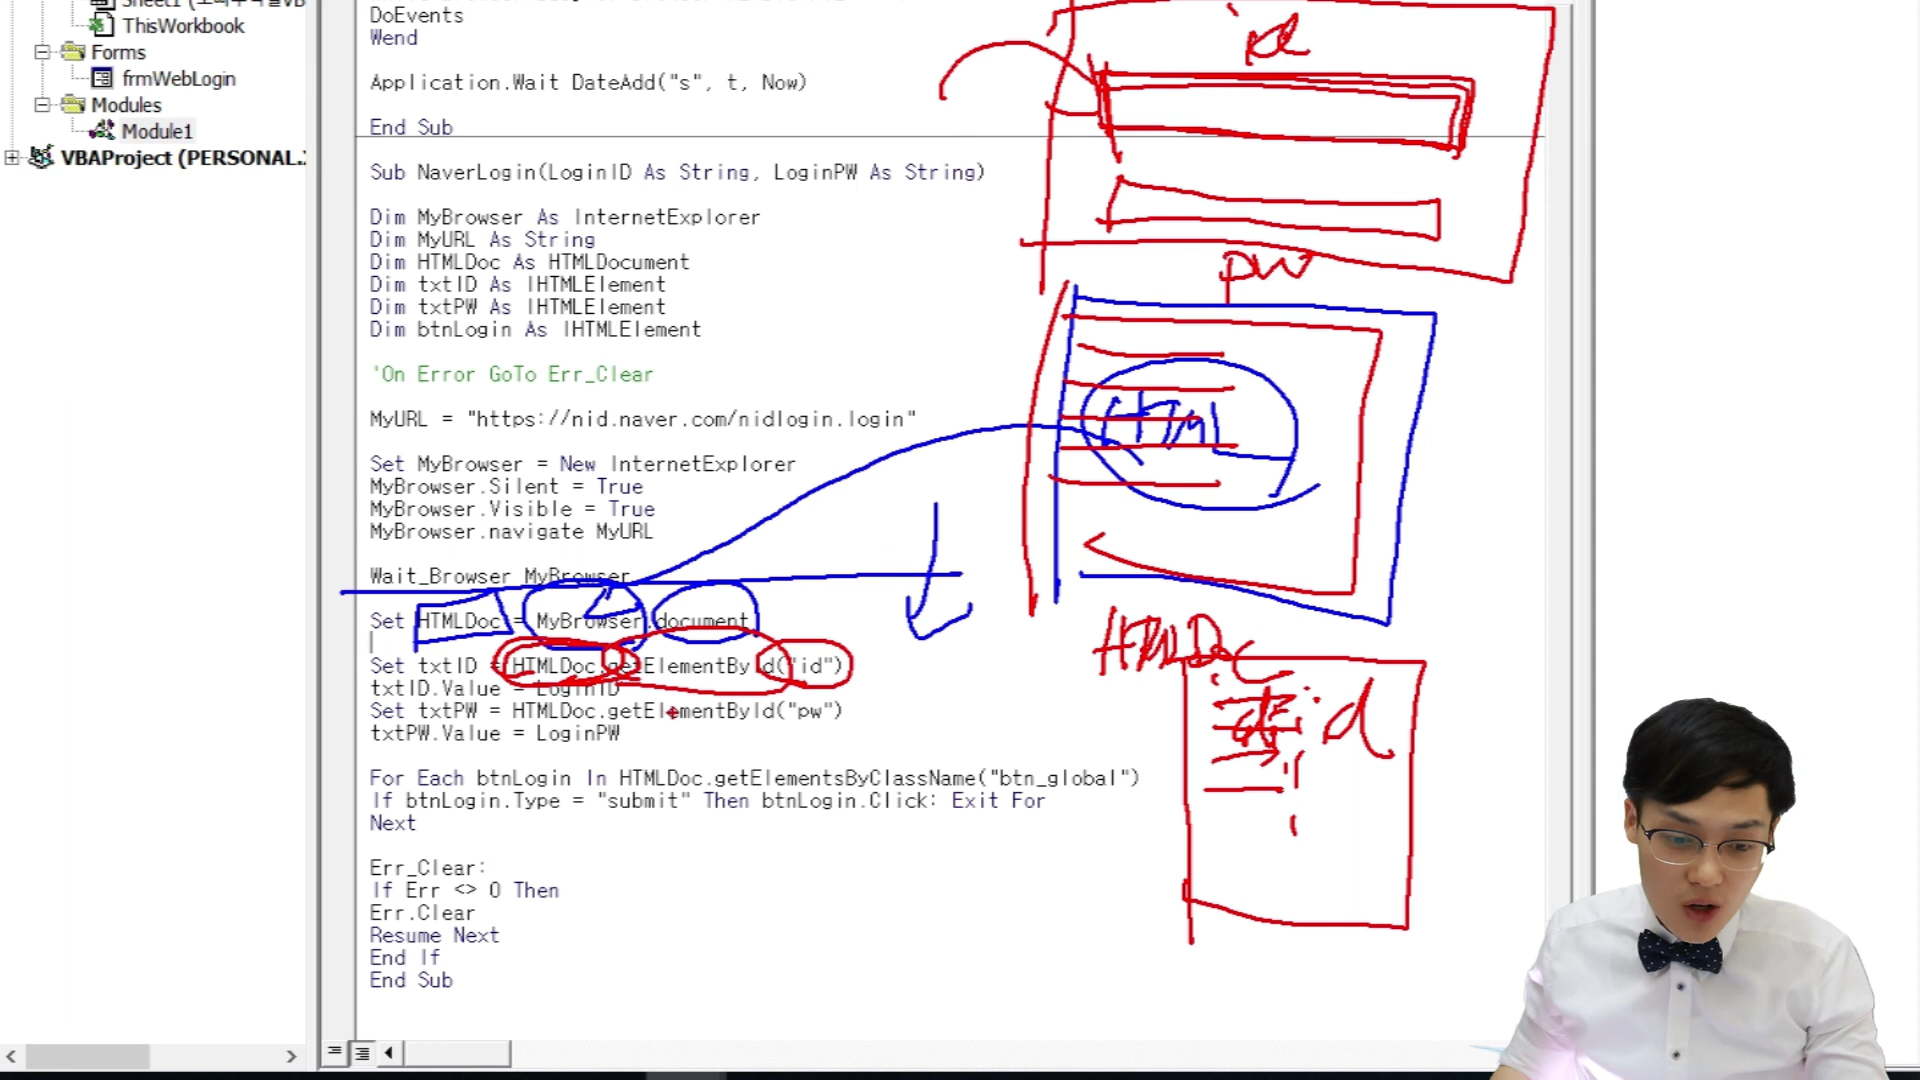 ThisWorkbook
Forms
frmWebLogin
Modules
Module1
VBAProject (PERSONAL.
DoEvents
Wend
Application.Wait DateAdd("s", t, Now)
End Sub
Sub NaverLogin(LoginID As String, LoginPW As String)
Dim MyBrowser As InternetExplorer
Dim MyURL As String
Dim HTMLDoc As HTMLDocument
Dim txtID As IHTMLElement
Dim txtPW As IHTMLElement
Dim btnLogin As IHTMLElement
'On Error GoTo Err_Clear
MyURL = "https://nid.naver.com/nidlogin.login"
Set MyBrowser = New InternetExplorer
MyBrowser.Silent = True
MyBrowser.Visible = True
MyBrowser.navigate MyURL
Wait_Browser MyBrowser
Set HTMLDoc = MyBrowser.document
Set txtID = HTMLDoc.getElementById("id")
txtID.Value = LoginID
Set txtPW = HTMLDoc.getElementById("pw")
txtPW.Value = LoginPW
For Each btnLogin In HTMLDoc.getElementsByClassName("btn_global")
If btnLogin.Type = "submit" Then btnLogin.Click: Exit For
Next
Err_Clear:
If Err <> 0 Then
Err.Clear
Resume Next
End If
End Sub
PW
HTML
HTMLDoc
id